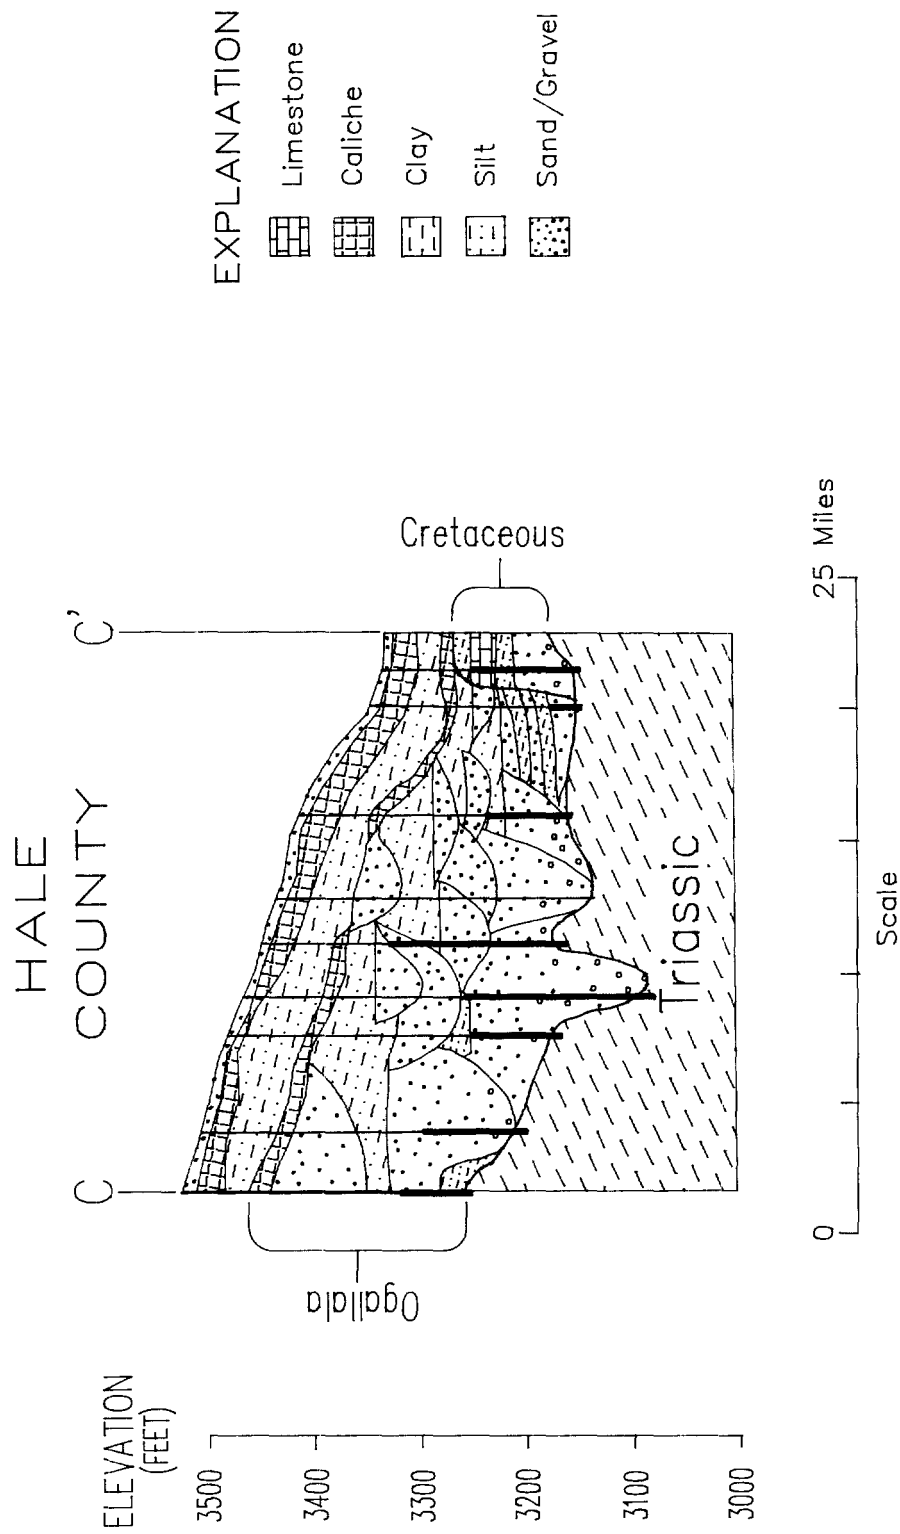 HALE
COUNTY
C
C'
ELEVATION
(FEET)
3500
3400
3300
3200
3100
3000
Ogallala
Cretaceous
Triassic
0
25 Miles
Scale
EXPLANATION
Limestone
Caliche
Clay
Silt
Sand/Gravel